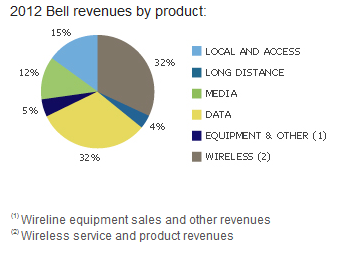 2012 Bell revenues by product:
15%
32%
12%
5%
4%
32%
LOCAL AND ACCESS
LONG DISTANCE
MEDIA
DATA
EQUIPMENT & OTHER (1)
WIRELESS (2)
(1) Wireline equipment sales and other revenues
(2) Wireless service and product revenues